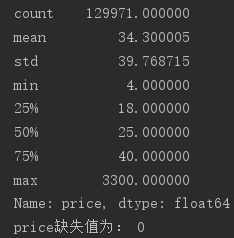 count    129971.000000
mean         34.300005
std          39.768715
min           4.000000
25%          18.000000
50%          25.000000
75%          40.000000
max        3300.000000
Name: price, dtype: float64
price缺失值为： 0